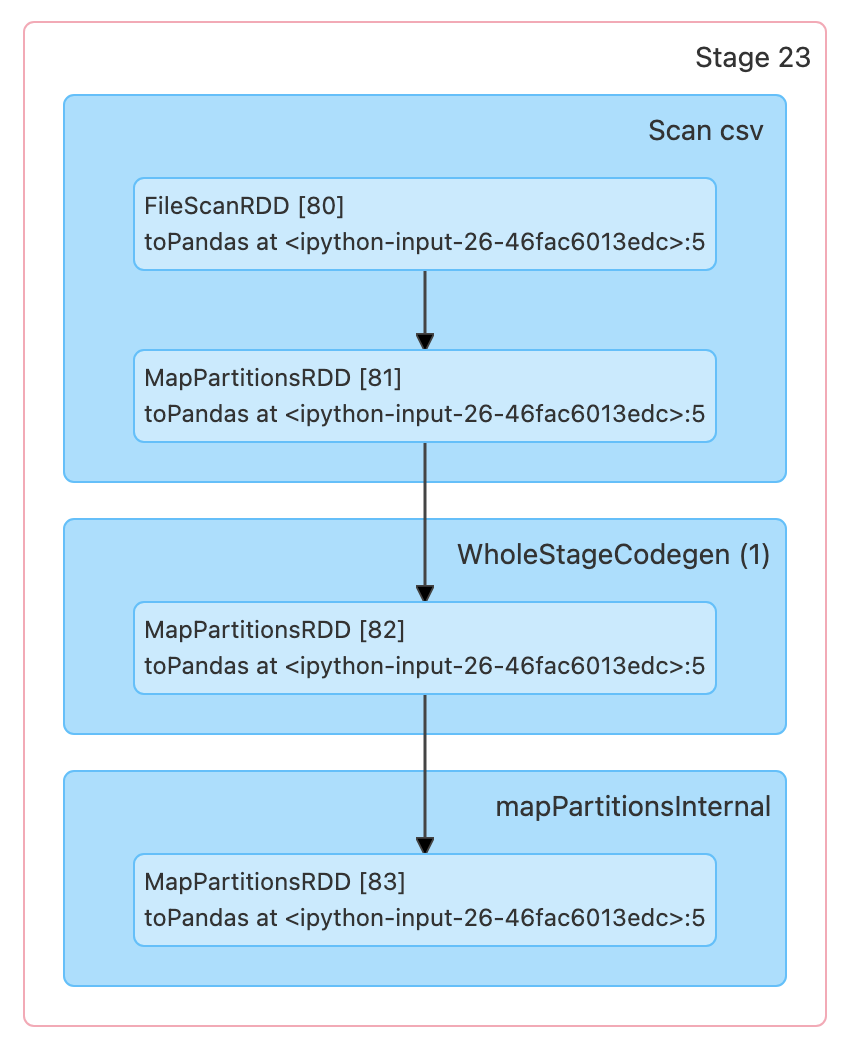 Stage 23
Scan csv
FileScanRDD [80]
toPandas at <ipython-input-26-46fac6013edc>:5
MapPartitionsRDD [81]
toPandas at <ipython-input-26-46fac6013edc>:5
WholeStageCodegen (1)
MapPartitionsRDD [82]
toPandas at <ipython-input-26-46fac6013edc>:5
mapPartitionsInternal
MapPartitionsRDD [83]
toPandas at <ipython-input-26-46fac6013edc>:5